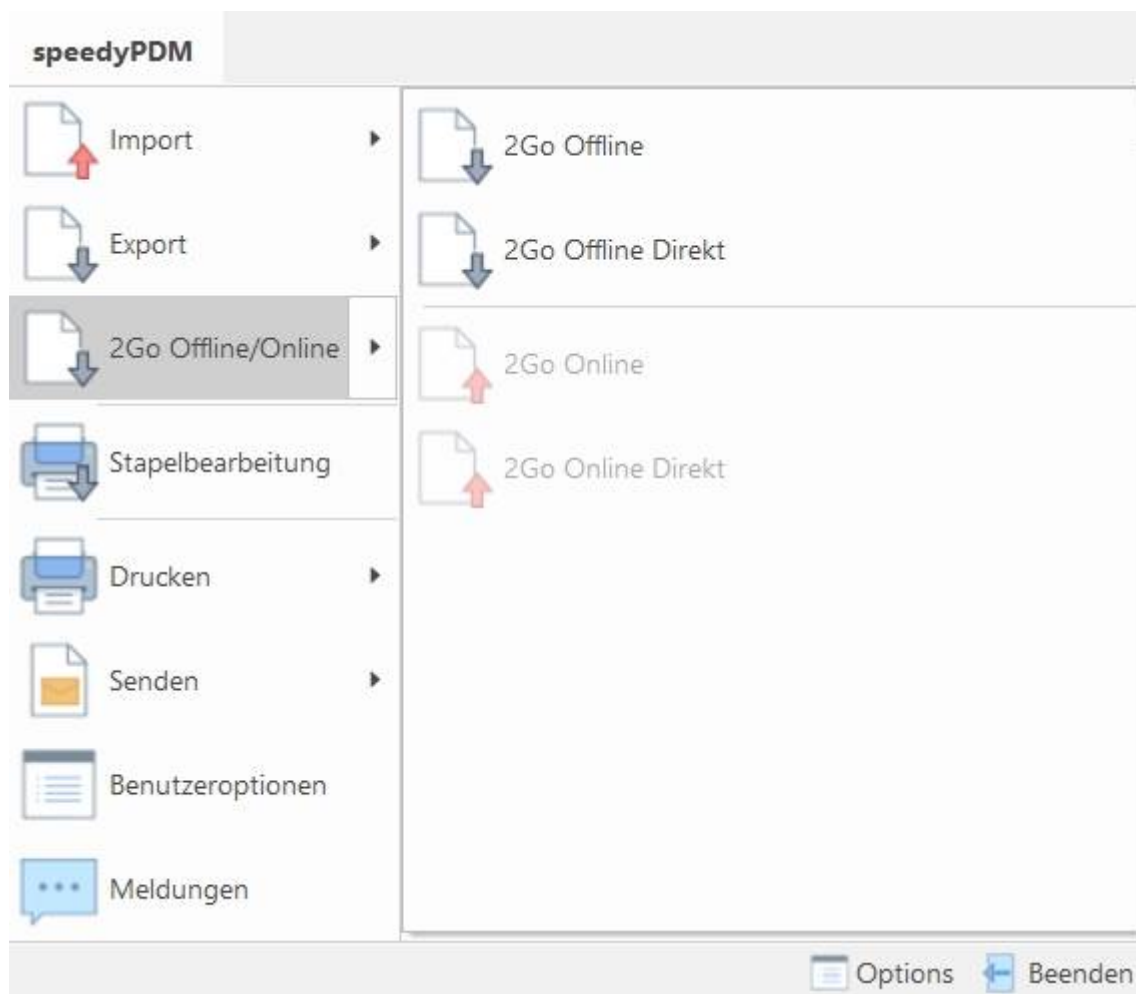 speedyPDM
Import
Export
2Go Offline/Online
Stapelbearbeitung
Drucken
Senden
Benutzeroptionen
Meldungen
2Go Offline
2Go Offline Direkt
2Go Online
2Go Online Direkt
Options
Beenden